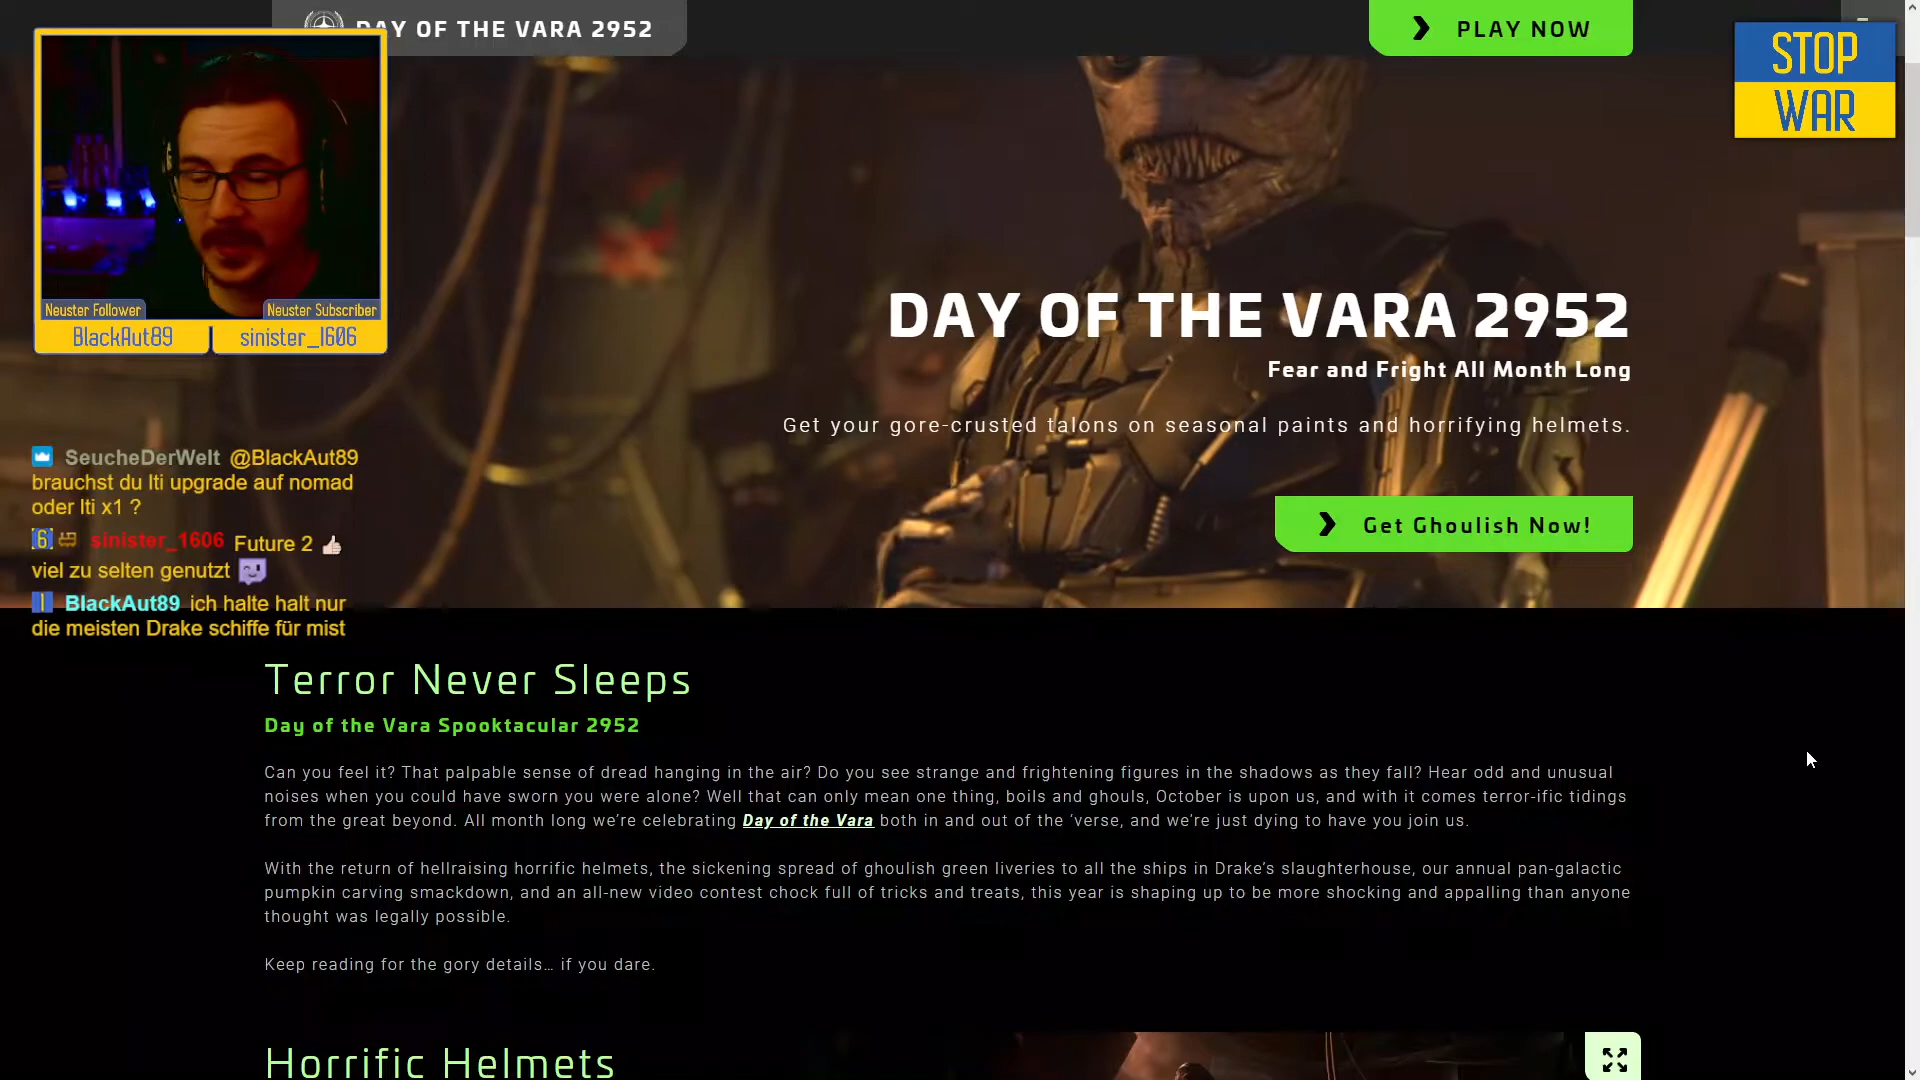 DAY OF THE VARA 2952
PLAY NOW
STOP
WAR
Neuster Follower
Neuster Subscriber
BlackAut89
sinister_1606
DAY OF THE VARA 2952
Fear and Fright All Month Long
Get your gore-crusted talons on seasonal paints and horrifying helmets.
Get Ghoulish Now!
SeucheDerWelt @BlackAut89
brauchst du lti upgrade auf nomad
oder lti x1 ?
6 sinister_1606 Future 2 👍🏻
viel zu selten genutzt
BlackAut89 ich halte halt nur
die meisten Drake schiffe für mist
Terror Never Sleeps
Day of the Vara Spooktacular 2952
Can you feel it? That palpable sense of dread hanging in the air? Do you see strange and frightening figures in the shadows as they fall? Hear odd and unusual
noises when you could have sworn you were alone? Well that can only mean one thing, boils and ghouls, October is upon us, and with it comes terror-ific tidings
from the great beyond. All month long we’re celebrating Day of the Vara both in and out of the ‘verse, and we’re just dying to have you join us.
With the return of hellraising horrific helmets, the sickening spread of ghoulish green liveries to all the ships in Drake’s slaughterhouse, our annual pan-galactic
pumpkin carving smackdown, and an all-new video contest chock full of tricks and treats, this year is shaping up to be more shocking and appalling than anyone
thought was legally possible.
Keep reading for the gory details… if you dare.
Horrific Helmets